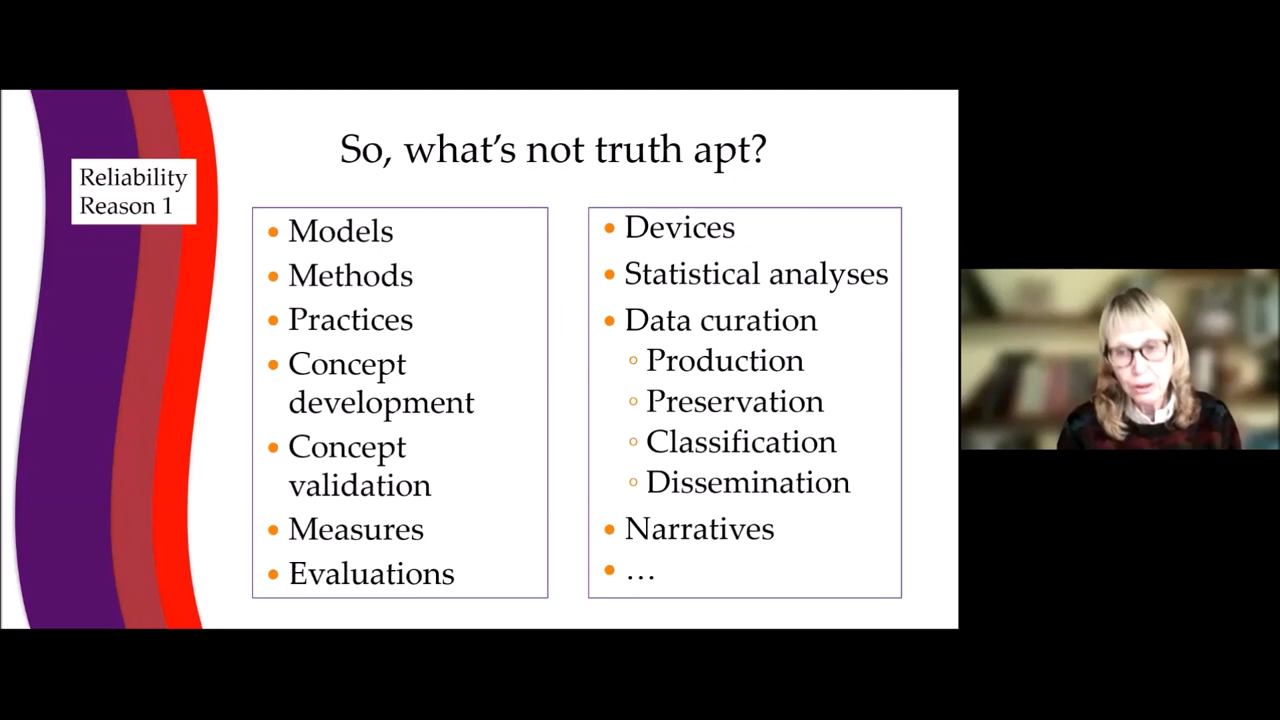 So, what's not truth apt?
Reliability
Reason 1
• Models
• Methods
• Practices
• Concept
development
• Concept
validation
• Measures
• Evaluations
• Devices
• Statistical analyses
• Data curation
◦ Production
◦ Preservation
◦ Classification
◦ Dissemination
• Narratives
• …